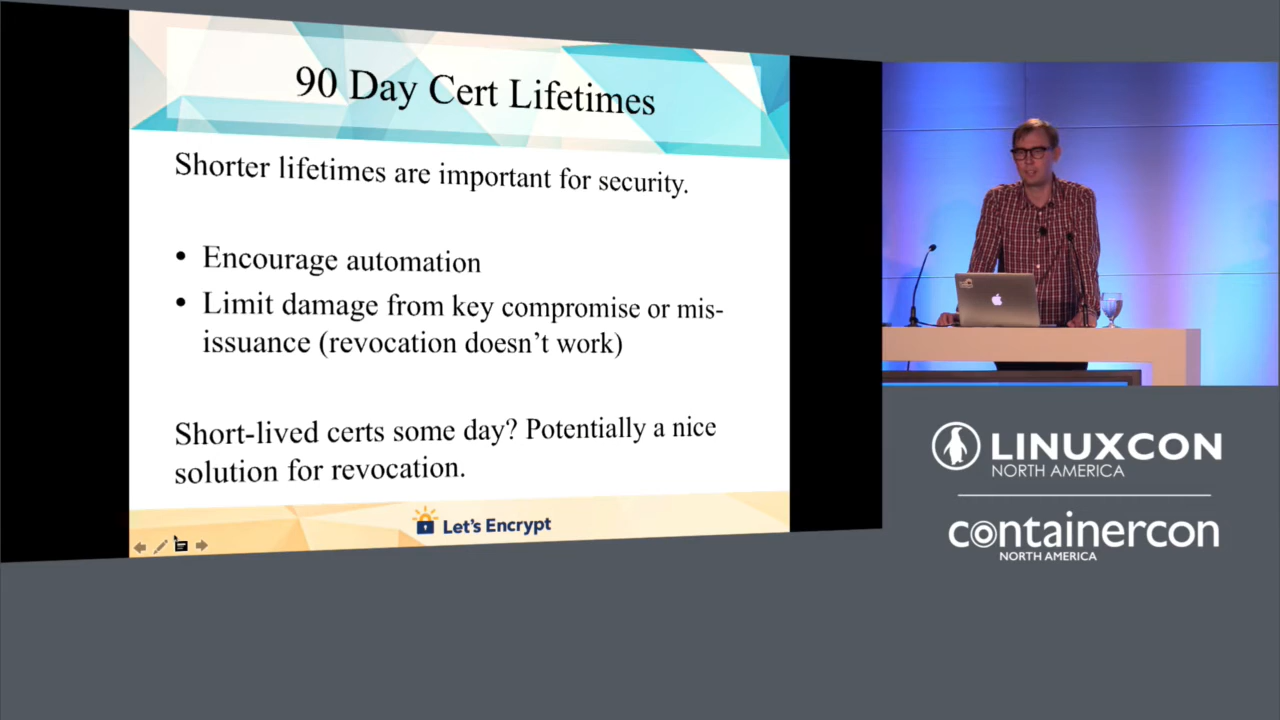 90 Day Cert Lifetimes
Shorter lifetimes are important for security.
• Encourage automation
• Limit damage from key compromise or mis-
issuance (revocation doesn’t work)
Short-lived certs some day? Potentially a nice
solution for revocation.
Let's Encrypt
LINUXCON
NORTH AMERICA
containercon
NORTH AMERICA